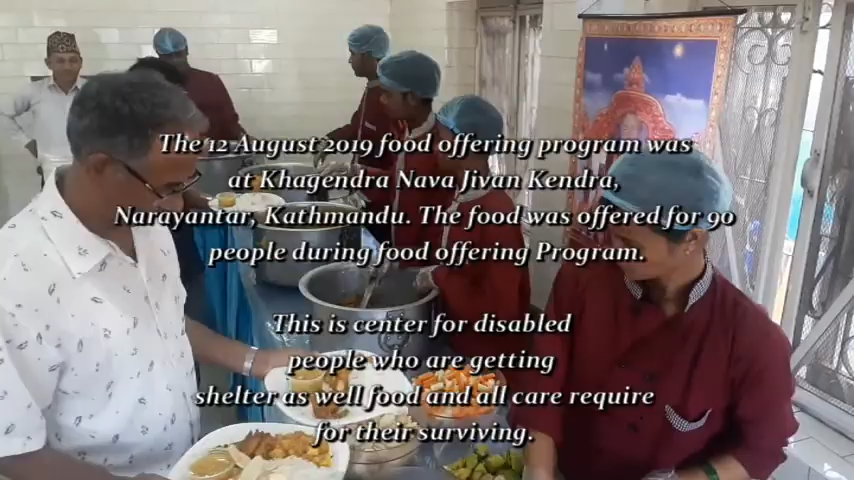 The 12 August 2019 food offering program was
at Khagendra Nava Jivan Kendra,
Narayantar, Kathmandu. The food was offered for 90
people during food offering Program.
This is center for disabled
people who are getting
shelter as well food and all care require
for their surviving.